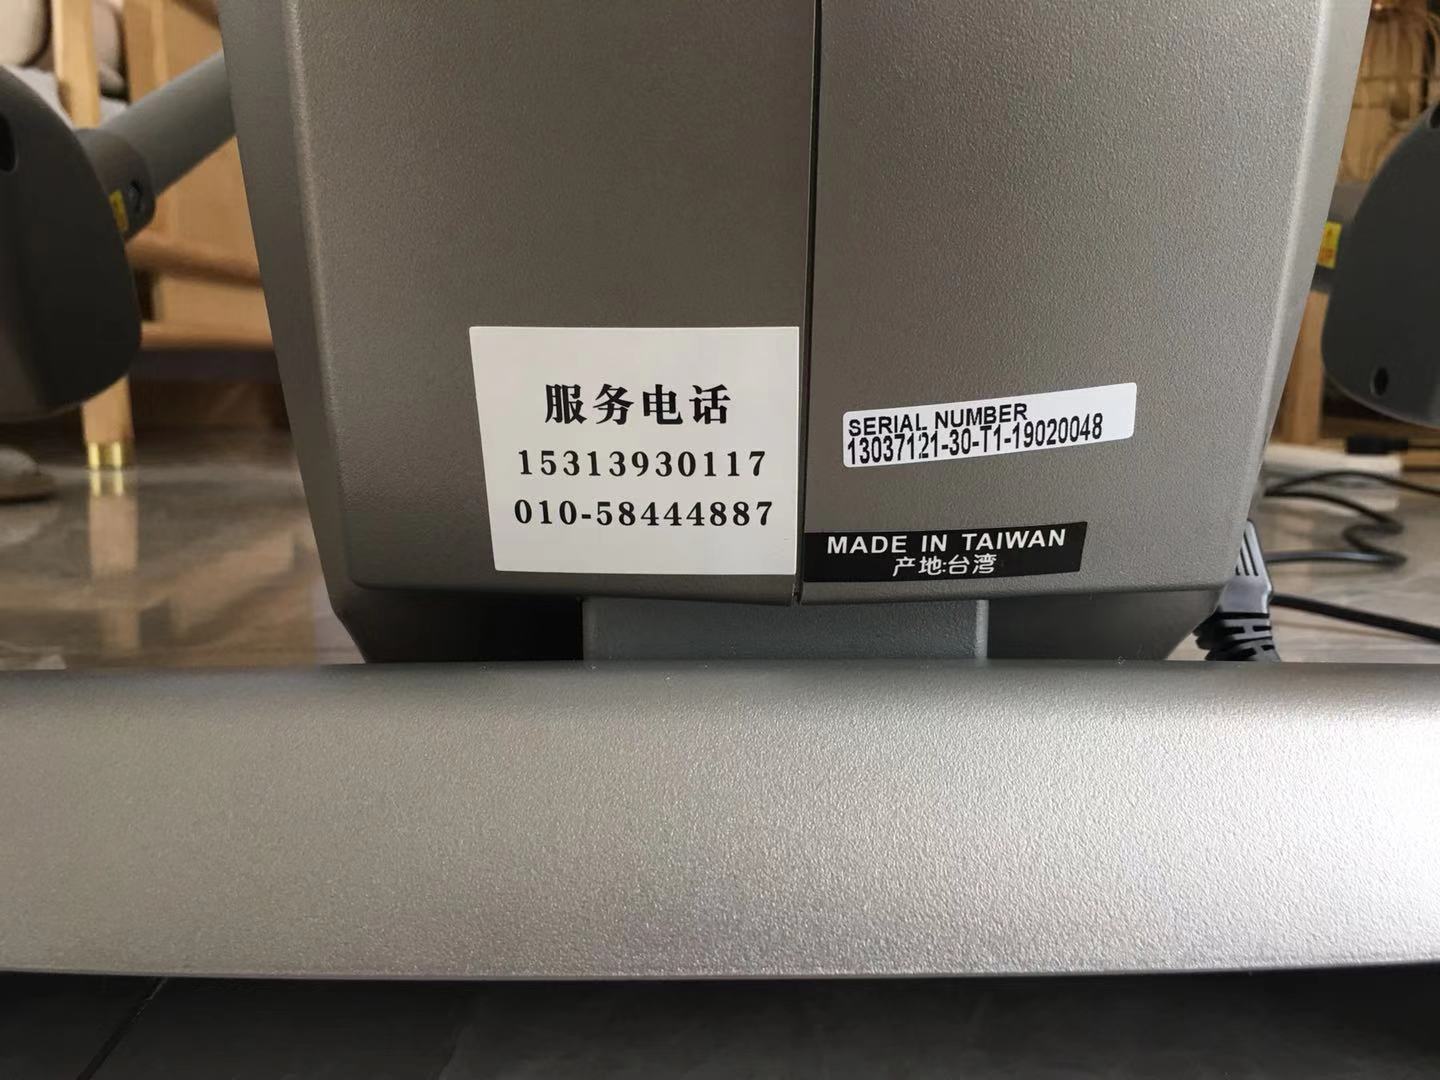 服务电话
15313930117
010-58444887
SERIAL NUMBER
13037121-30-T1-19020048
MADE IN TAIWAN
产地:台湾